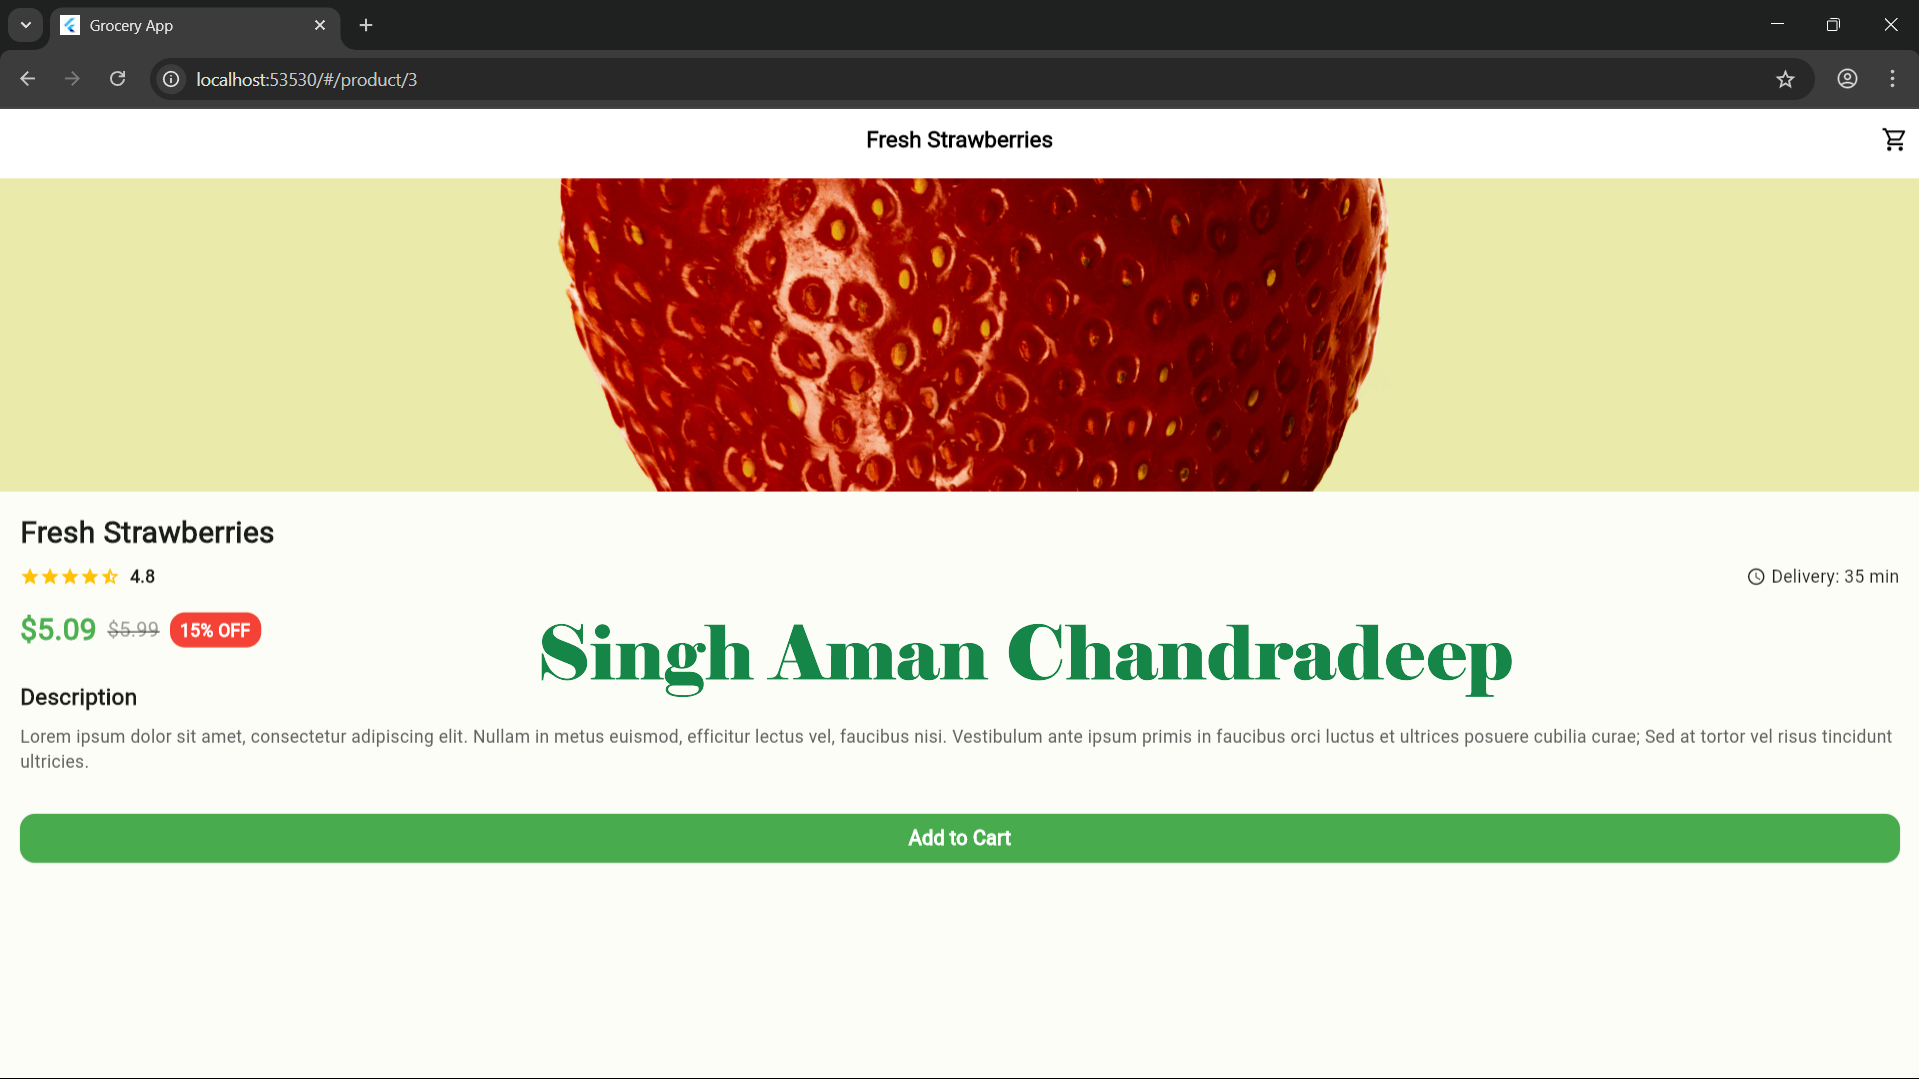 Grocery App
localhost:53530/#/product/3
Fresh Strawberries
Fresh Strawberries
4.8
Delivery: 35 min
$5.09 $5.99 15% OFF
Singh Aman Chandradeep
Description
Lorem ipsum dolor sit amet, consectetur adipiscing elit. Nullam in metus euismod, efficitur lectus vel, faucibus nisi. Vestibulum ante ipsum primis in faucibus orci luctus et ultrices posuere cubilia curae; Sed at tortor vel risus tincidunt
ultricies.
Add to Cart